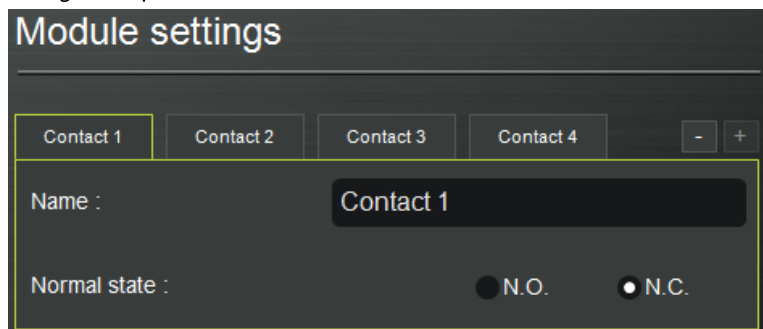 Module settings
Contact 1 Contact 2 Contact 3 Contact 4 - +
Name : Contact 1
Normal state : N.O. N.C.